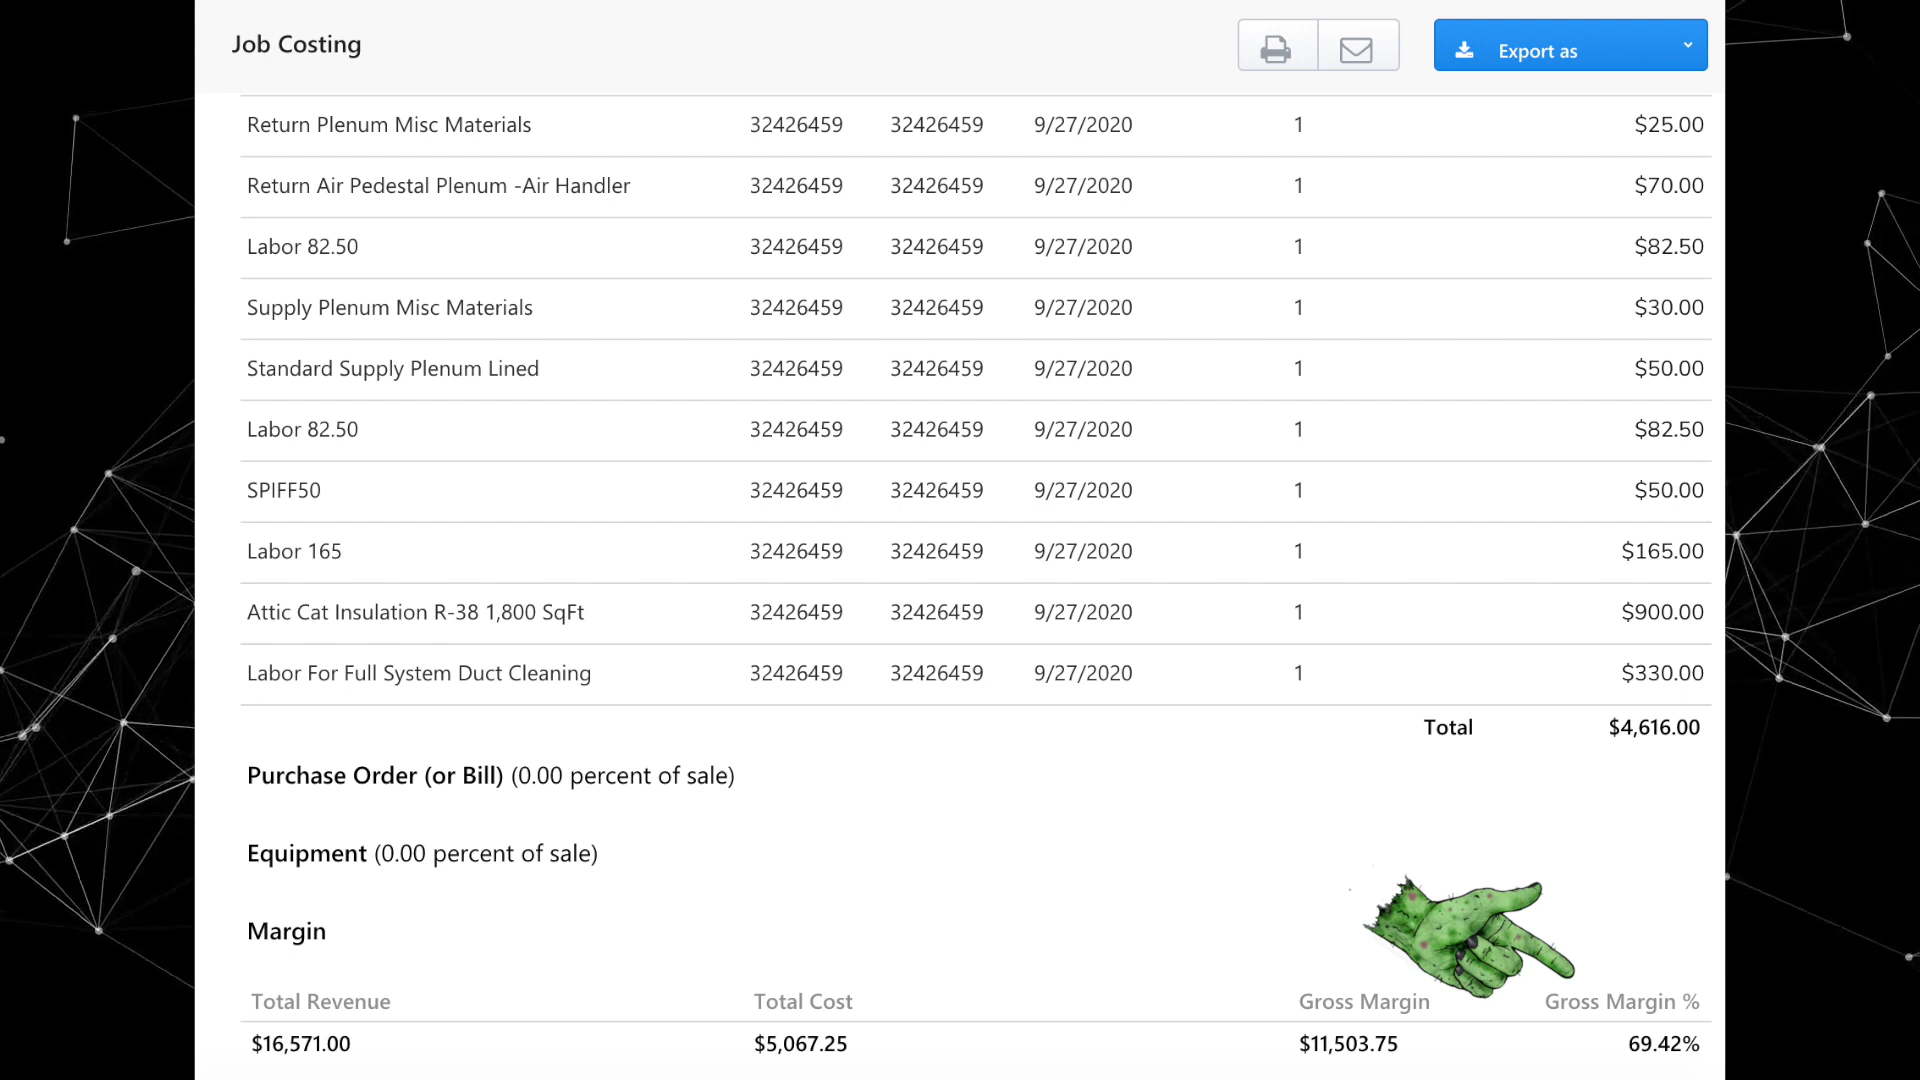 Job Costing
Export as
Return Plenum Misc Materials 32426459 32426459 9/27/2020 1 $25.00
Return Air Pedestal Plenum -Air Handler 32426459 32426459 9/27/2020 1 $70.00
Labor 82.50 32426459 32426459 9/27/2020 1 $82.50
Supply Plenum Misc Materials 32426459 32426459 9/27/2020 1 $30.00
Standard Supply Plenum Lined 32426459 32426459 9/27/2020 1 $50.00
Labor 82.50 32426459 32426459 9/27/2020 1 $82.50
SPIFF50 32426459 32426459 9/27/2020 1 $50.00
Labor 165 32426459 32426459 9/27/2020 1 $165.00
Attic Cat Insulation R-38 1,800 SqFt 32426459 32426459 9/27/2020 1 $900.00
Labor For Full System Duct Cleaning 32426459 32426459 9/27/2020 1 $330.00
Total $4,616.00
Purchase Order (or Bill) (0.00 percent of sale)
Equipment (0.00 percent of sale)
Margin
Total Revenue Total Cost Gross Margin Gross Margin %
$16,571.00 $5,067.25 $11,503.75 69.42%